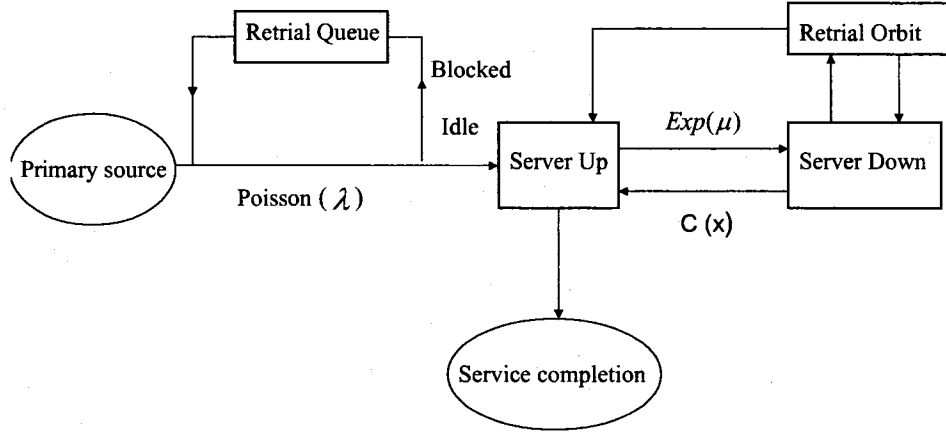 Retrial Queue
Retrial Orbit
Blocked
Idle
Exp(μ)
Primary source
Server Up
Server Down
Poisson (λ)
C (x)
Service completion